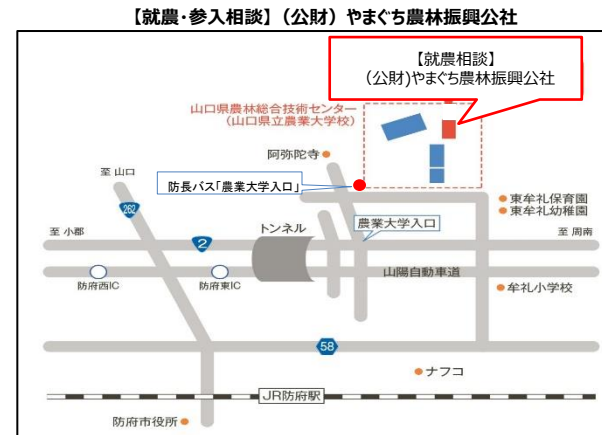 【就農・参入相談】（公財）やまぐち農林振興公社
【就農相談】
（公財）やまぐち農林振興公社
山口県農林総合技術センター
（山口県立農業大学校）
阿弥陀寺
至 山口
防長バス「農業大学入口」
東牟礼保育園
東牟礼幼稚園
262
農業大学入口
トンネル
至 小郡
2
至 周南
山陽自動車道
防府西IC
防府東IC
牟礼小学校
58
ナフコ
JR防府駅
防府市役所